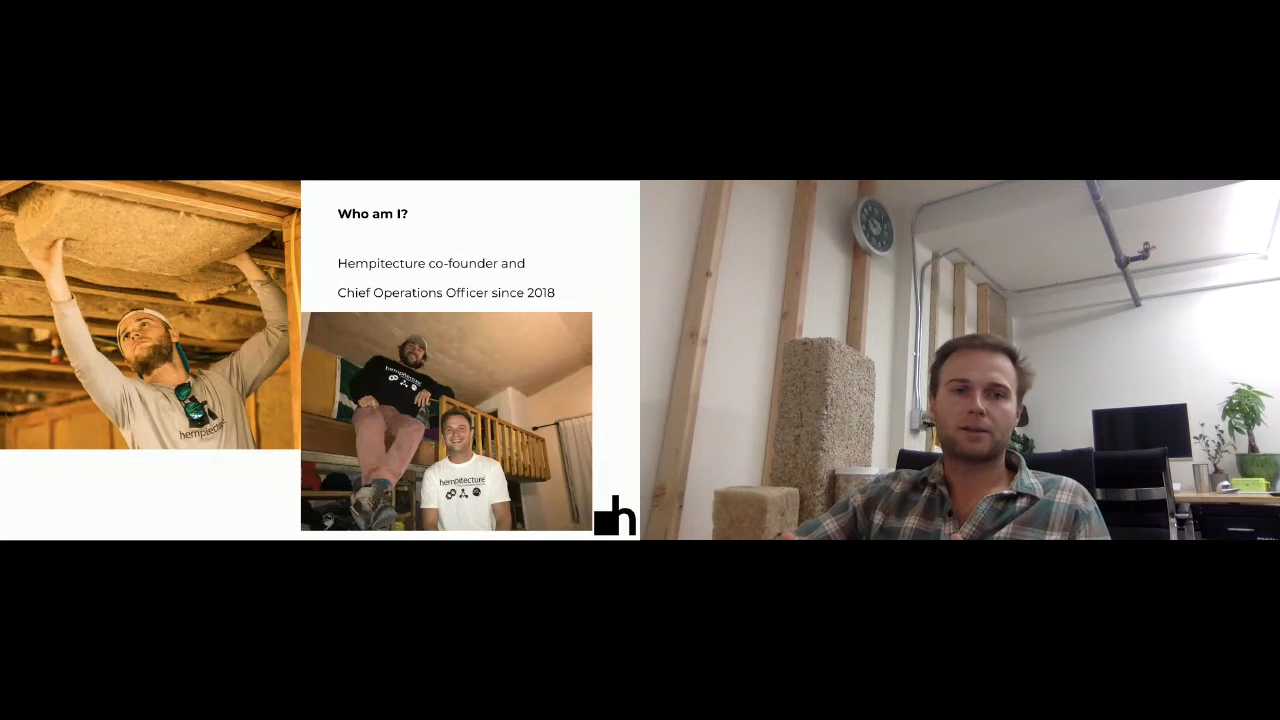 Who am I?
Hempitecture co-founder and
Chief Operations Officer since 2018
hempitecture
hempitecture
hempitecture
h